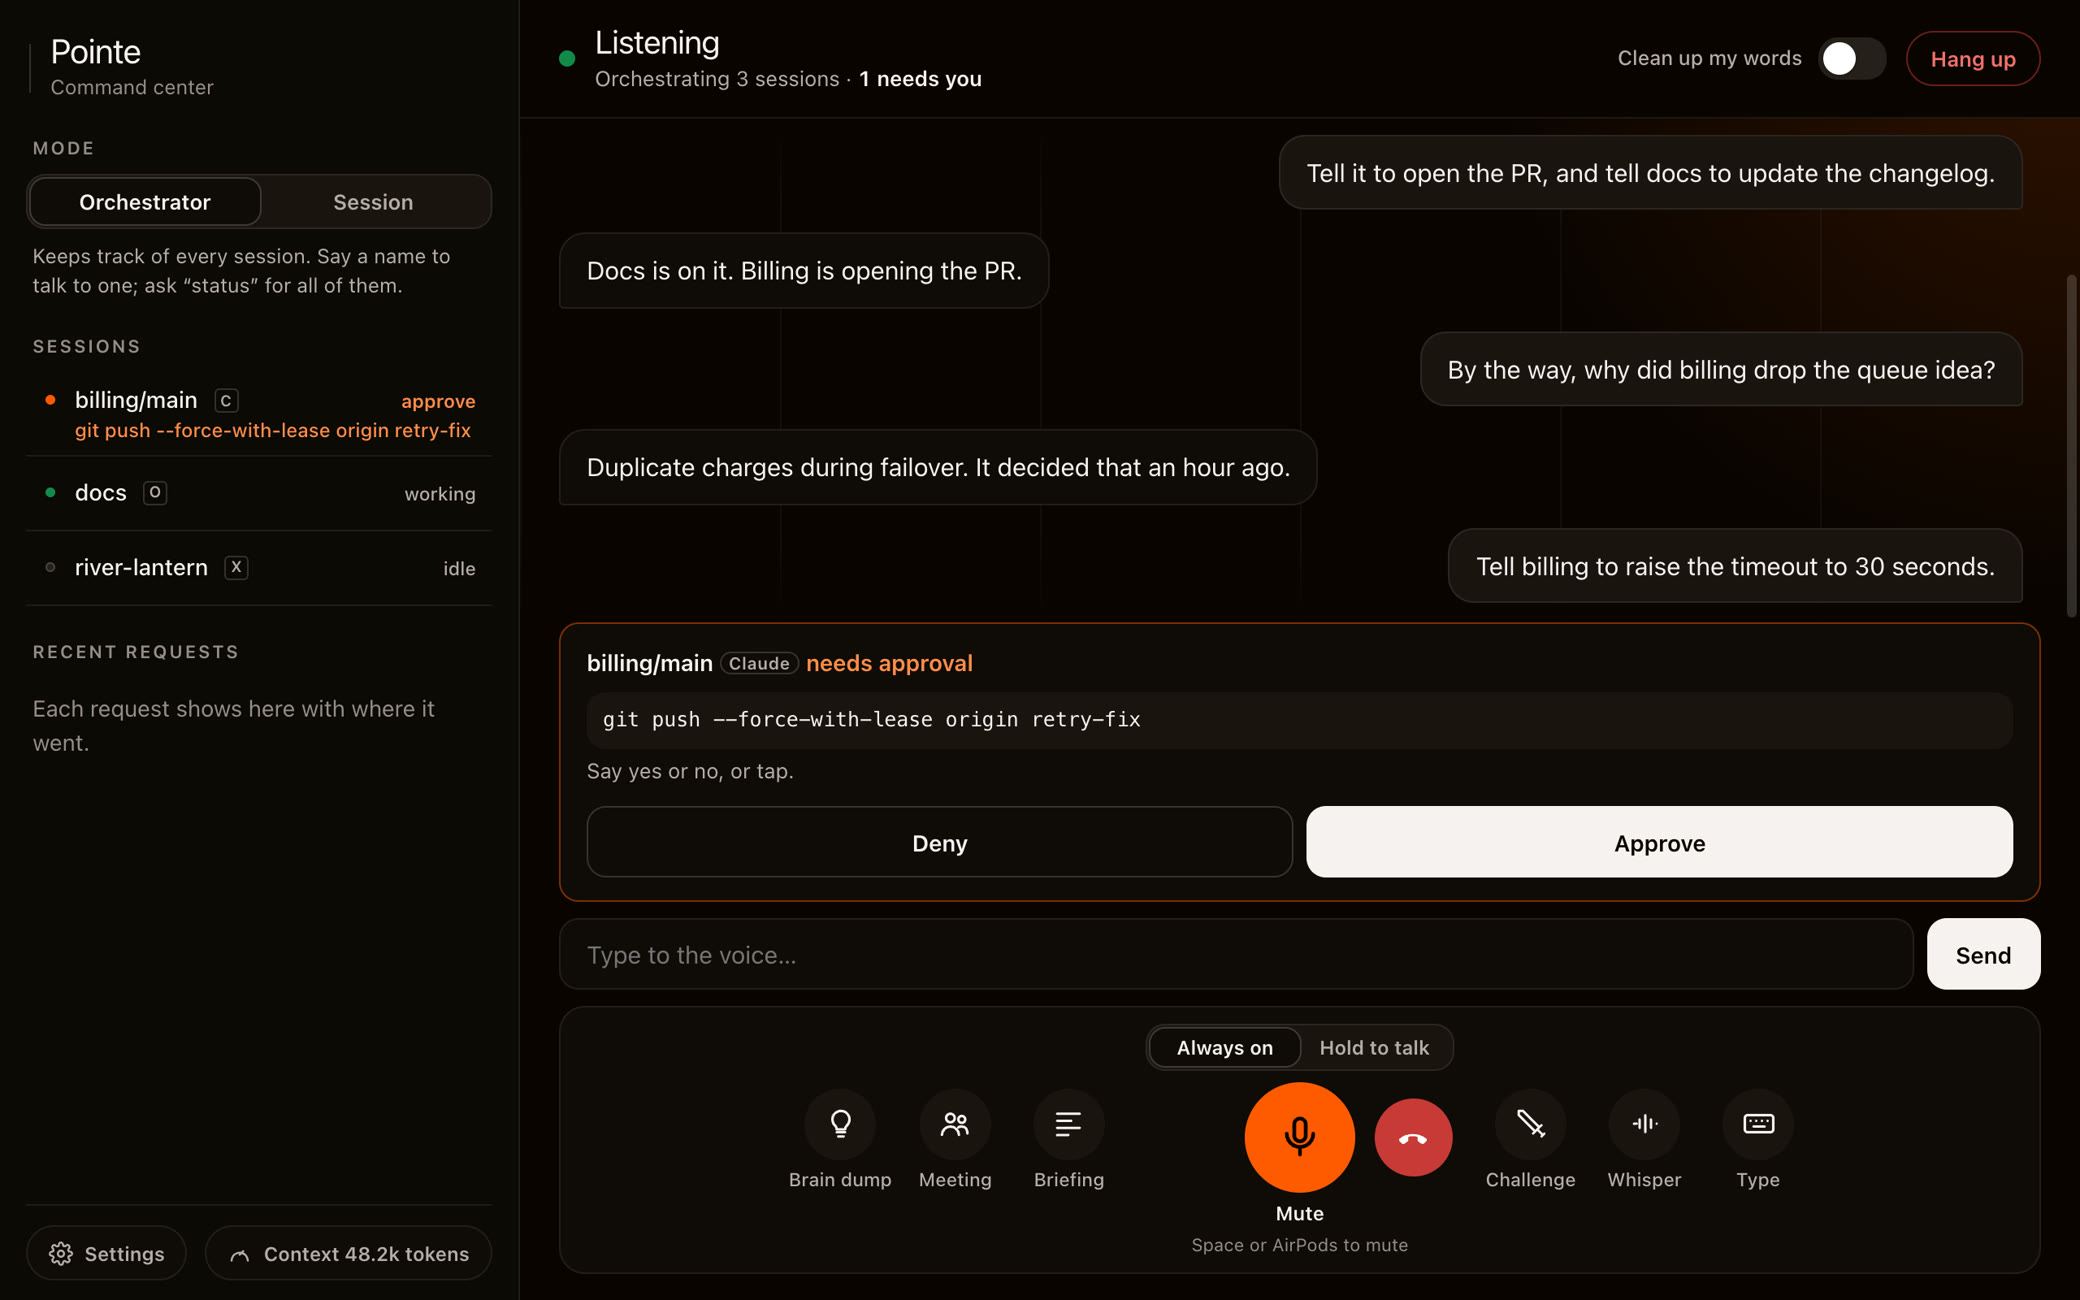 Pointe
Command center
MODE
Orchestrator
Session
Keeps track of every session. Say a name to
talk to one; ask “status” for all of them.
SESSIONS
billing/main C approve
git push --force-with-lease origin retry-fix
docs O working
river-lantern X idle
RECENT REQUESTS
Each request shows here with where it
went.
Settings
Context 48.2k tokens
Listening
Orchestrating 3 sessions · 1 needs you
Clean up my words
Hang up
Tell it to open the PR, and tell docs to update the changelog.
Docs is on it. Billing is opening the PR.
By the way, why did billing drop the queue idea?
Duplicate charges during failover. It decided that an hour ago.
Tell billing to raise the timeout to 30 seconds.
billing/main Claude needs approval
git push --force-with-lease origin retry-fix
Say yes or no, or tap.
Deny
Approve
Type to the voice...
Send
Always on
Hold to talk
Brain dump
Meeting
Briefing
Mute
Space or AirPods to mute
Challenge
Whisper
Type